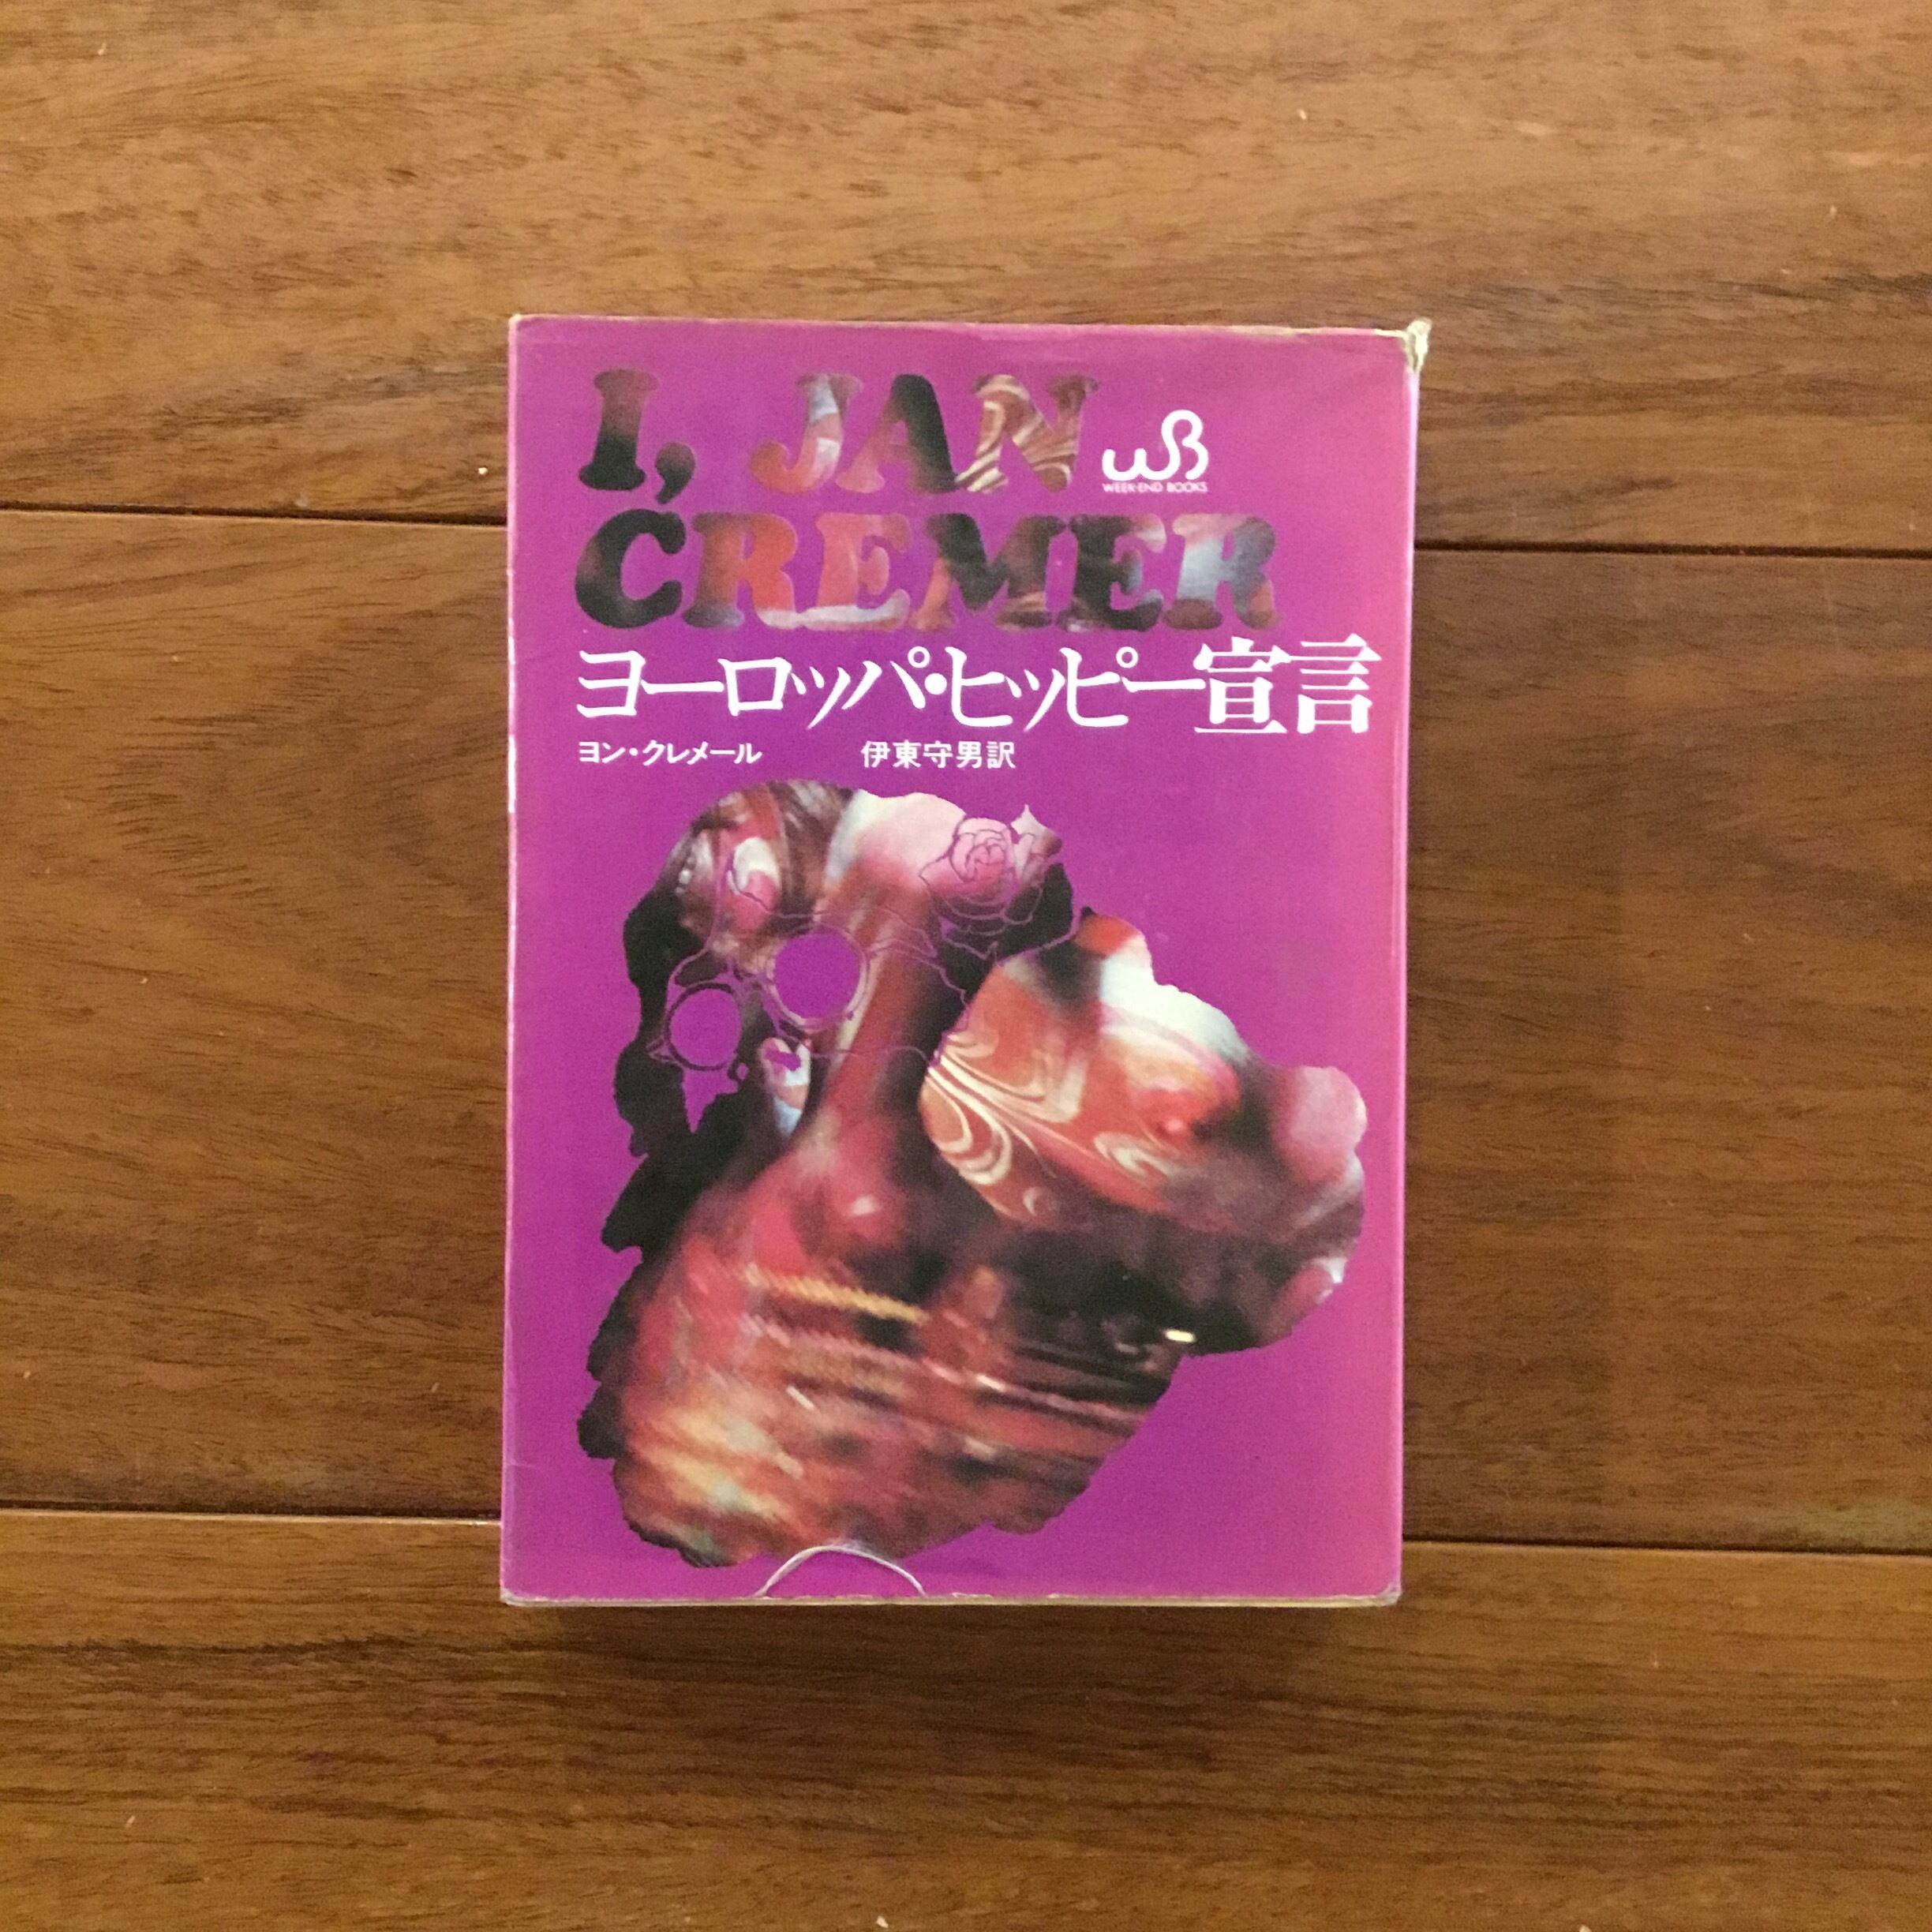 I, JAN
WB
WEEK-END BOOKS
CREMER
ヨーロッパ・ヒッピー宣言
ヨン・クレメール 伊東守男訳